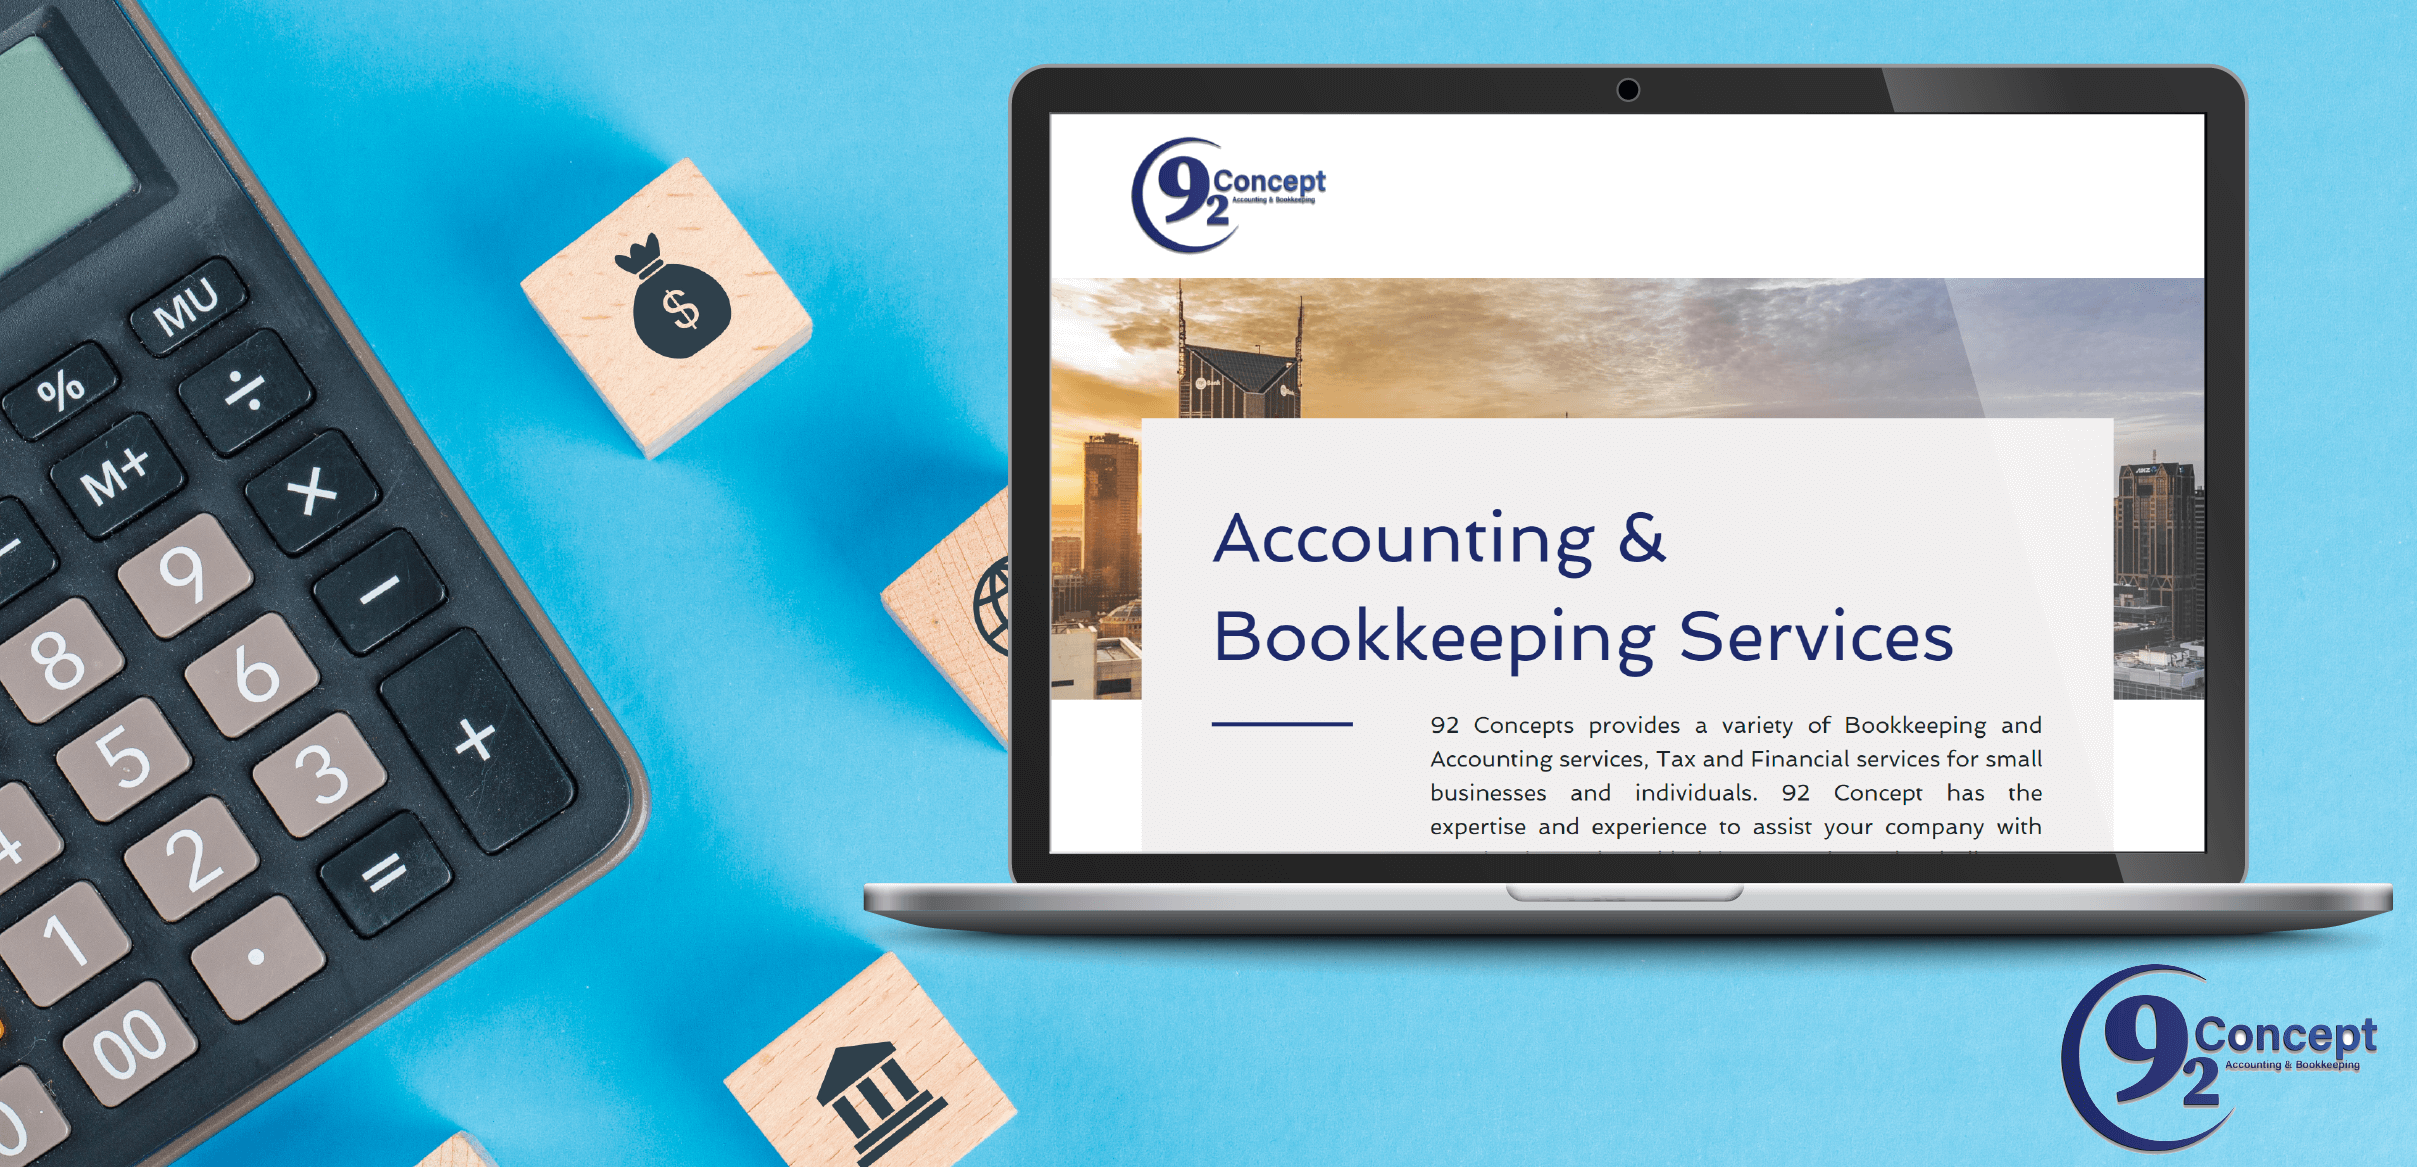 MU
%
÷
M+
×
9
−
8
6
+
5
3
4
2
=
1
.
00
0
$
92
Concept
Accounting & Bookkeeping
Accounting &
Bookkeeping Services
92 Concepts provides a variety of Bookkeeping and
Accounting services, Tax and Financial services for small
businesses and individuals. 92 Concept has the
expertise and experience to assist your company with
92
Concept
Accounting & Bookkeeping